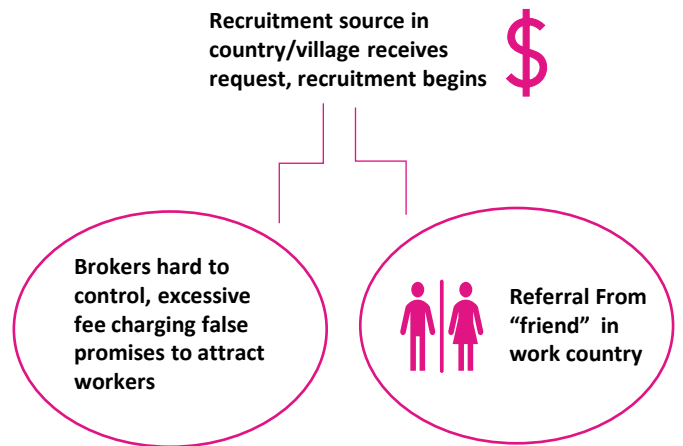 Recruitment source in
country/village receives
request, recruitment begins
$
Brokers hard to
control, excessive
fee charging false
promises to attract
workers
Referral From
“friend” in
work country